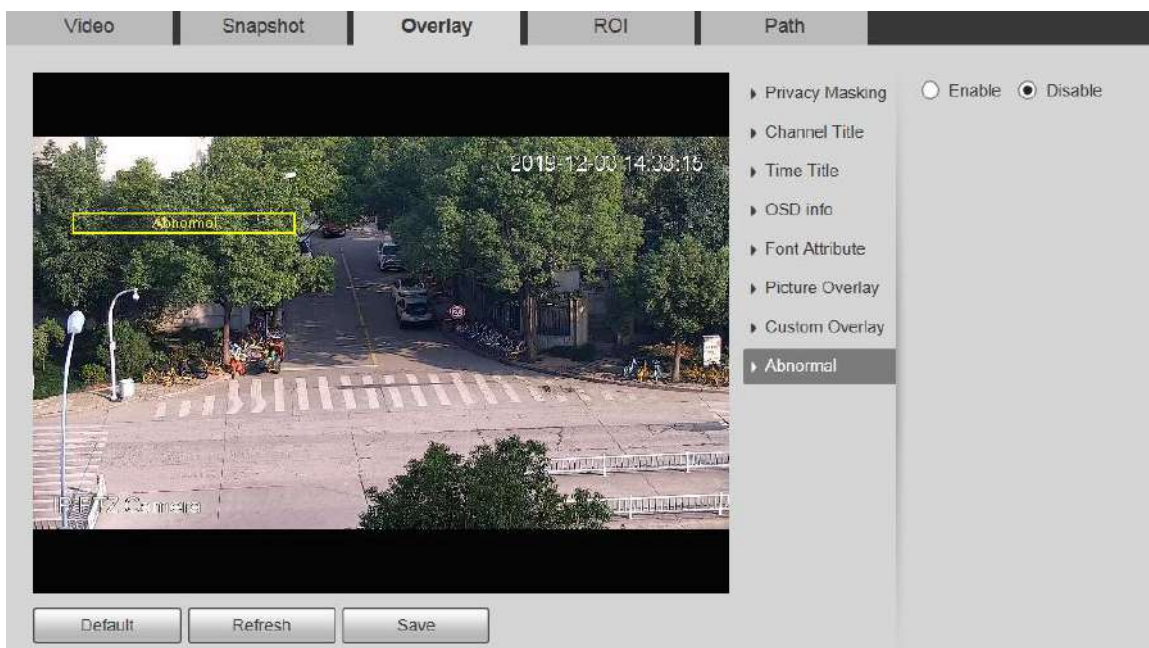 Video
Snapshot
Overlay
ROI
Path
Privacy Masking
Enable
Disable
Channel Title
Time Title
OSD info
Font Attribute
Picture Overlay
Custom Overlay
Abnormal
2019-12-03 14:33:15
Abnormal
IP PTZ Camera
Default
Refresh
Save